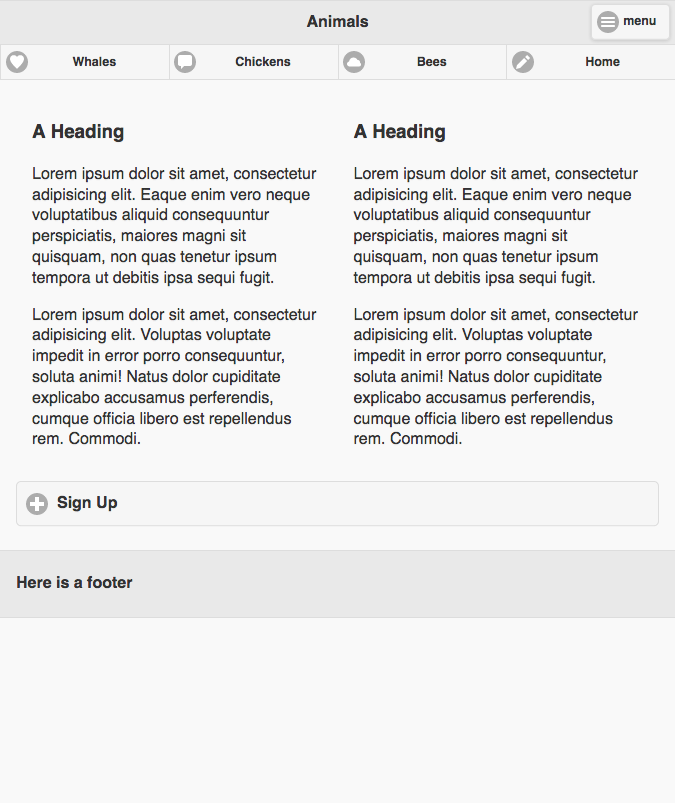 Animals
menu
Whales
Chickens
Bees
Home
A Heading
Lorem ipsum dolor sit amet, consectetur
adipisicing elit. Eaque enim vero neque
voluptatibus aliquid consequuntur
perspiciatis, maiores magni sit
quisquam, non quas tenetur ipsum
tempora ut debitis ipsa sequi fugit.
Lorem ipsum dolor sit amet, consectetur
adipisicing elit. Voluptas voluptate
impedit in error porro consequuntur,
soluta animi! Natus dolor cupiditate
explicabo accusamus perferendis,
cumque officia libero est repellendus
rem. Commodi.
A Heading
Lorem ipsum dolor sit amet, consectetur
adipisicing elit. Eaque enim vero neque
voluptatibus aliquid consequuntur
perspiciatis, maiores magni sit
quisquam, non quas tenetur ipsum
tempora ut debitis ipsa sequi fugit.
Lorem ipsum dolor sit amet, consectetur
adipisicing elit. Voluptas voluptate
impedit in error porro consequuntur,
soluta animi! Natus dolor cupiditate
explicabo accusamus perferendis,
cumque officia libero est repellendus
rem. Commodi.
Sign Up
Here is a footer